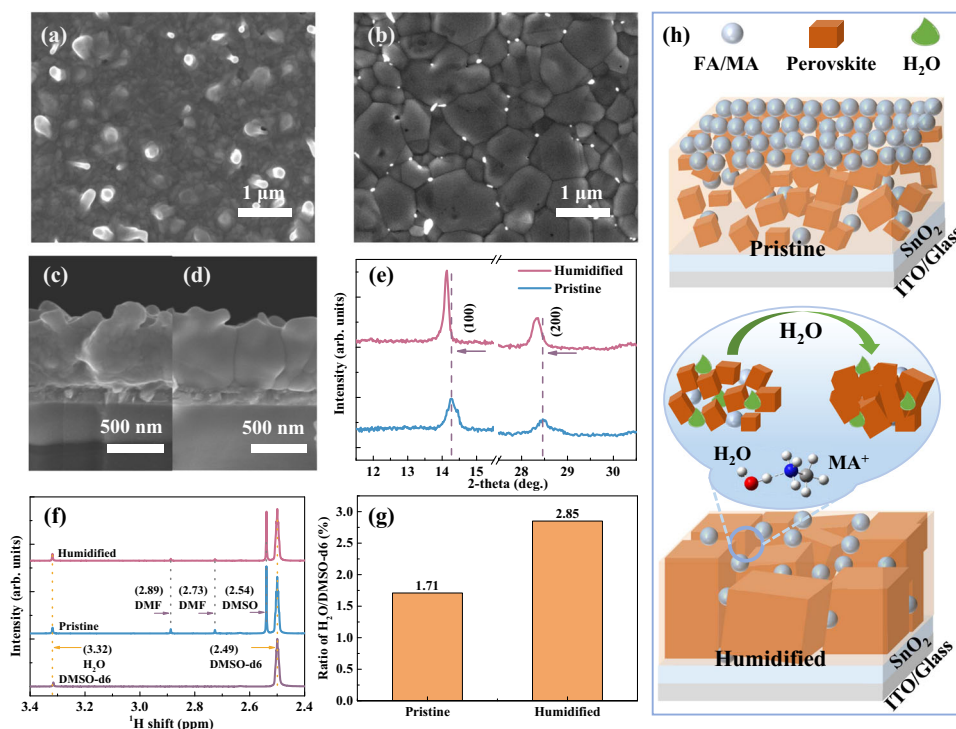 (a)
1 μm
(b)
1 μm
(c)
500 nm
(d)
500 nm
(e)
Humidified
Pristine
(100)
(200)
Intensity (arb. units)
12 14 16 28 29 30
2-theta (deg.)
(f)
Humidified
(2.89) (2.73) (2.54)
DMF DMF DMSO
Pristine
(3.32) (2.49)
H₂O DMSO-d6
DMSO-d6
Intensity (arb. units)
3.4 3.2 3.0 2.8 2.6 2.4
¹H shift (ppm)
(g)
2.85
1.71
Ratio of H₂O/DMSO-d6 (%)
3.0
2.5
2.0
1.5
1.0
0.5
0.0
Pristine Humidified
(h)
FA/MA Perovskite H₂O
Pristine
SnO₂
ITO/Glass
H₂O
H₂O MA⁺
Humidified
SnO₂
ITO/Glass